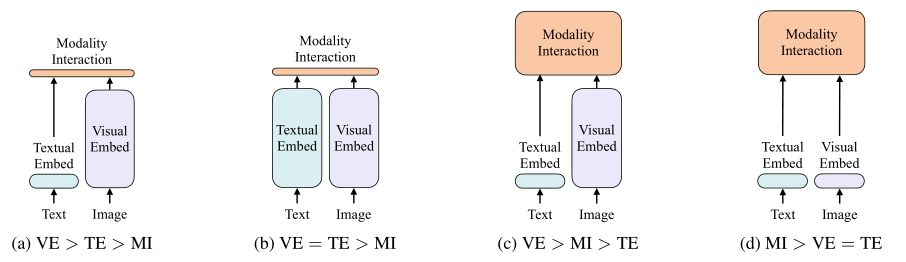 Modality
Interaction
Textual
Embed
Visual
Embed
Text
Image
(a) VE > TE > MI
Modality
Interaction
Textual
Embed
Visual
Embed
Text
Image
(b) VE = TE > MI
Modality
Interaction
Textual
Embed
Visual
Embed
Text
Image
(c) VE > MI > TE
Modality
Interaction
Textual
Embed
Visual
Embed
Text
Image
(d) MI > VE = TE